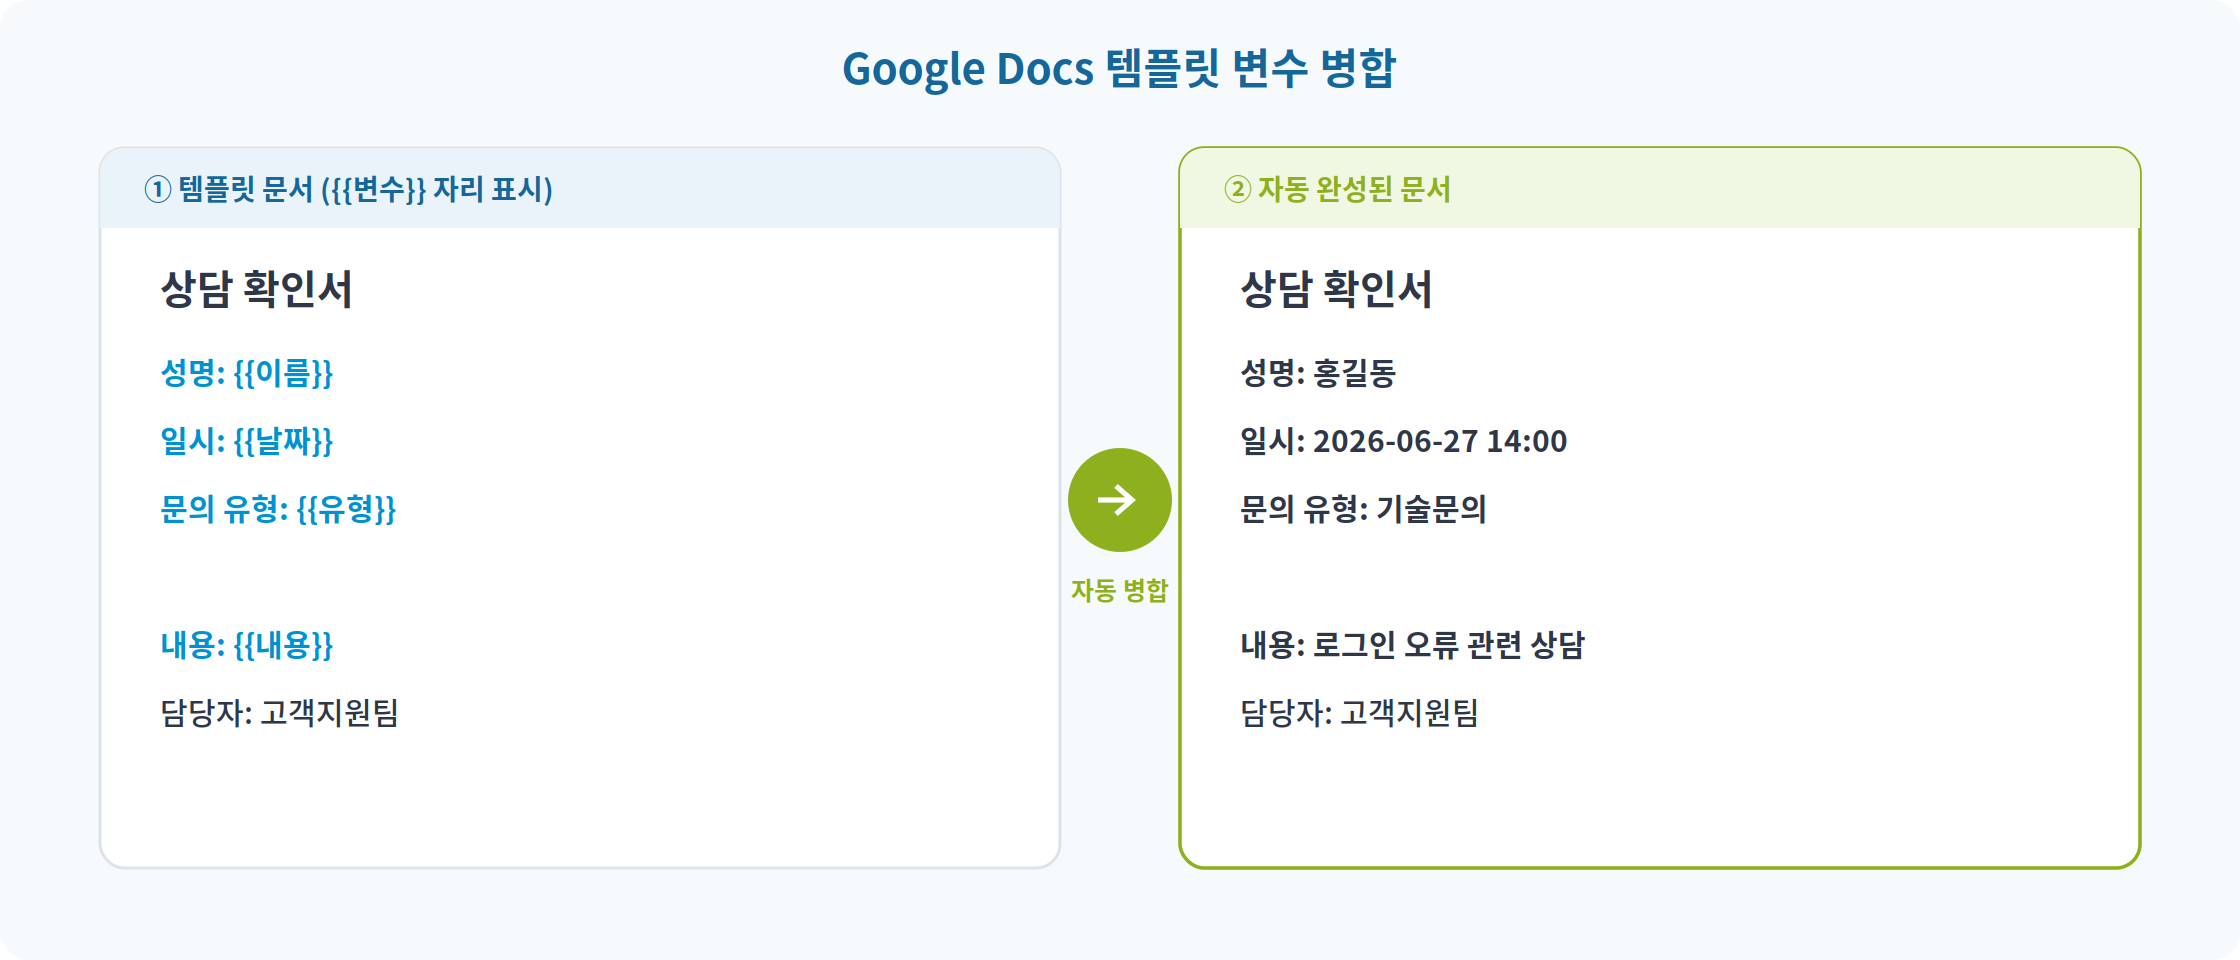 Google Docs 템플릿 변수 병합
① 템플릿 문서 ({{변수}} 자리 표시)
상담 확인서
성명: {{이름}}
일시: {{날짜}}
문의 유형: {{유형}}
내용: {{내용}}
담당자: 고객지원팀
자동 병합
② 자동 완성된 문서
상담 확인서
성명: 홍길동
일시: 2026-06-27 14:00
문의 유형: 기술문의
내용: 로그인 오류 관련 상담
담당자: 고객지원팀